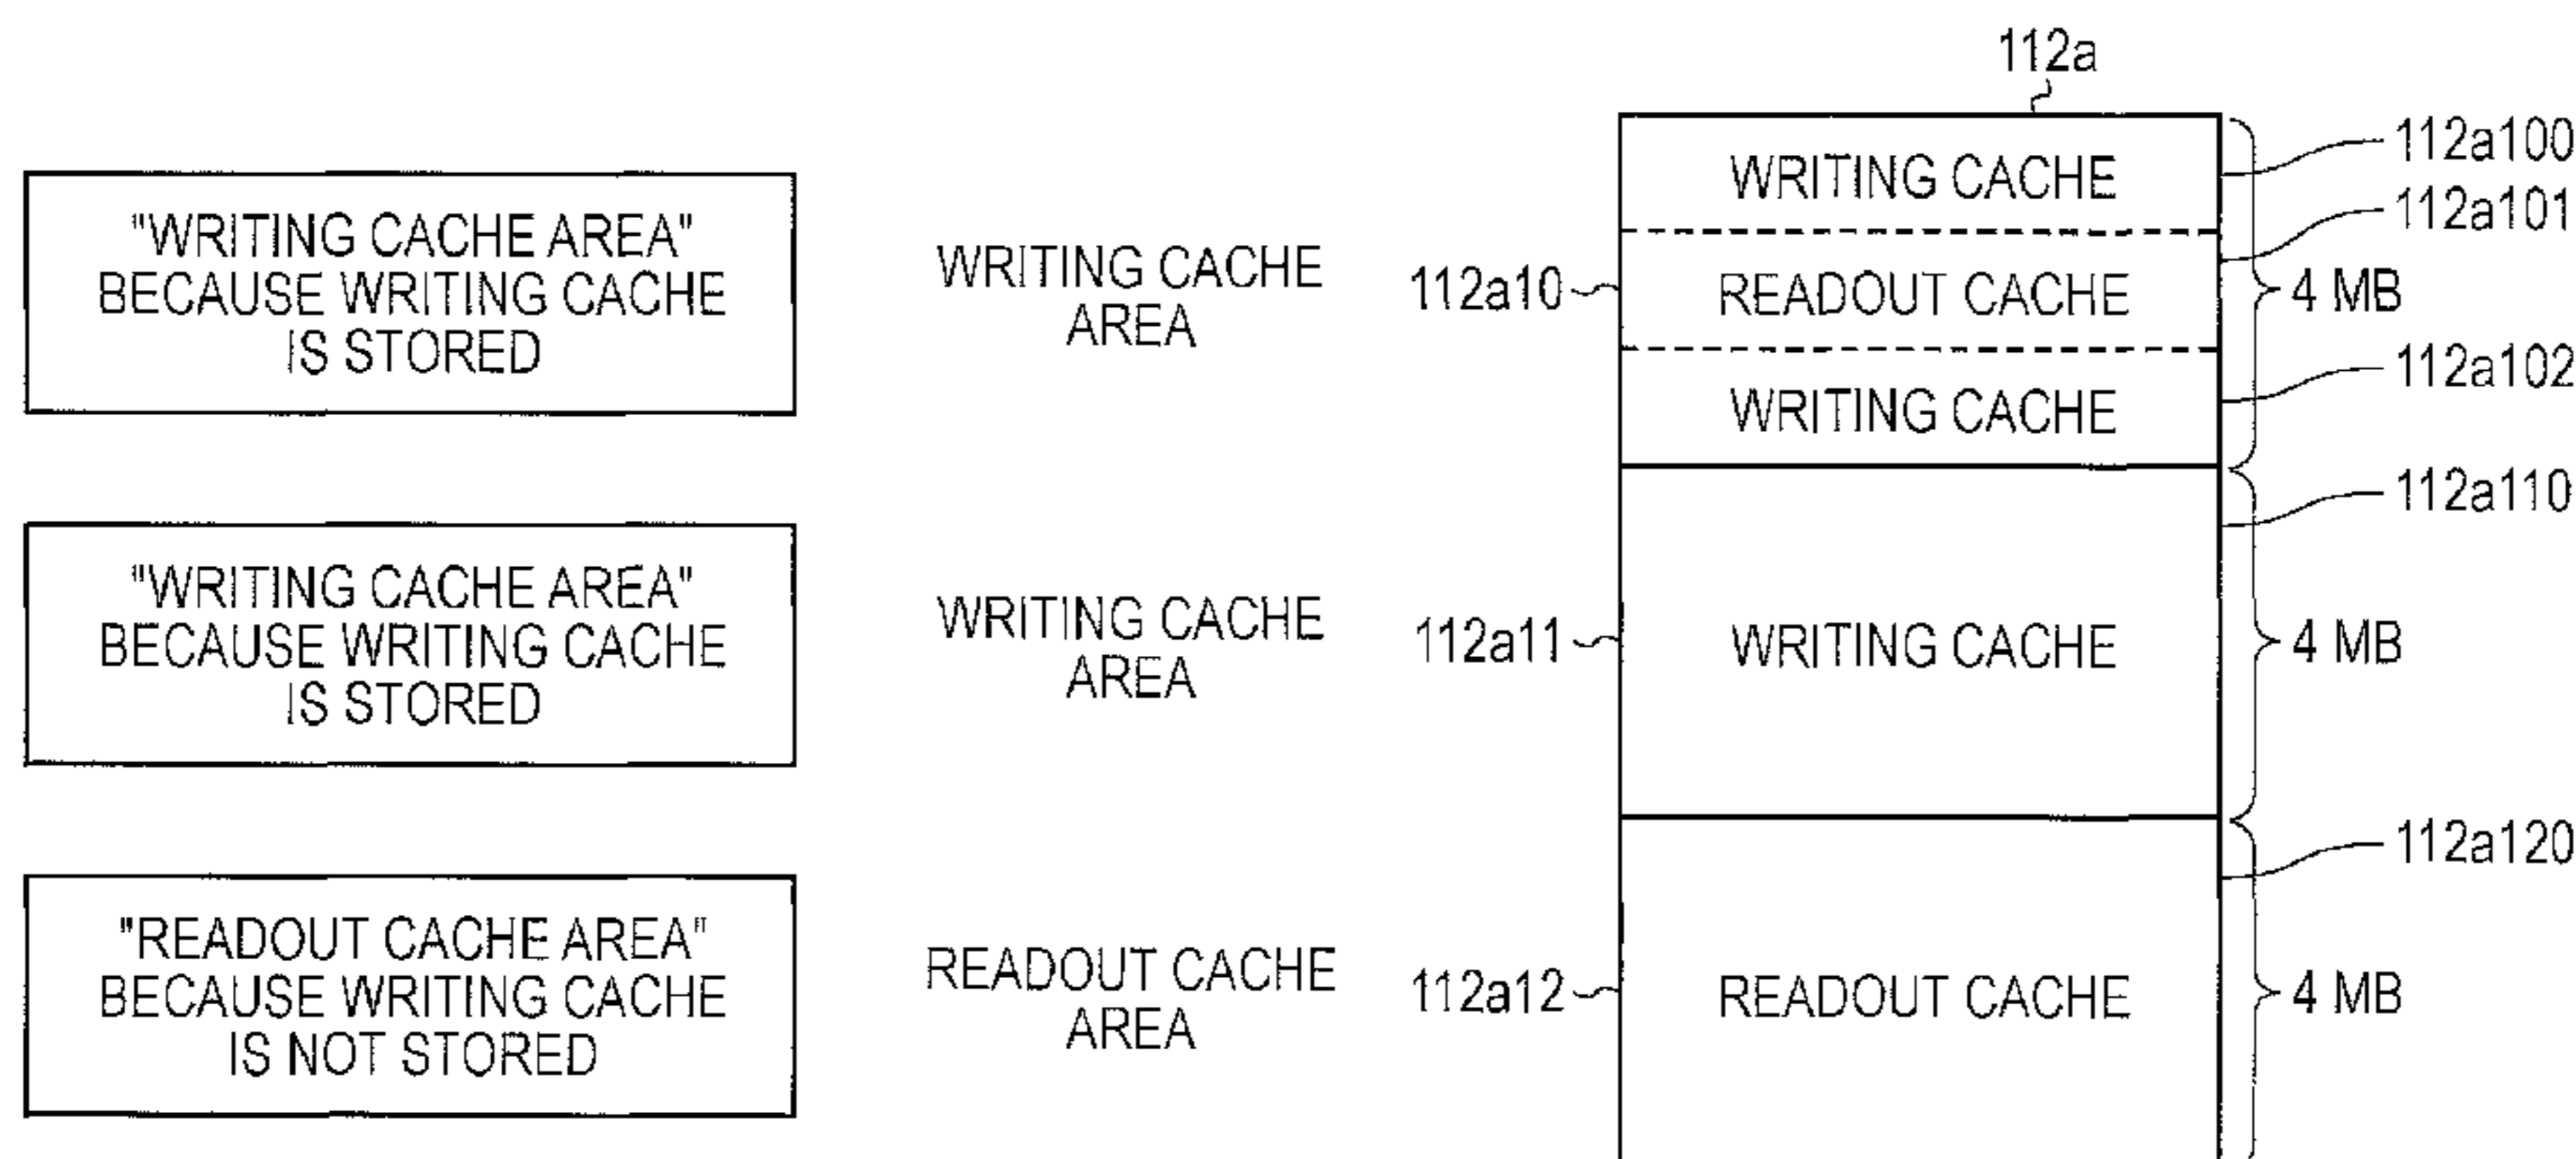 112a
"WRITING CACHE AREA"
BECAUSE WRITING CACHE
IS STORED
WRITING CACHE
AREA
112a10
WRITING CACHE
READOUT CACHE
WRITING CACHE
112a100
112a101
4 MB
112a102
"WRITING CACHE AREA"
BECAUSE WRITING CACHE
IS STORED
WRITING CACHE
AREA
112a11
WRITING CACHE
112a110
4 MB
"READOUT CACHE AREA"
BECAUSE WRITING CACHE
IS NOT STORED
READOUT CACHE
AREA
112a12
READOUT CACHE
112a120
4 MB